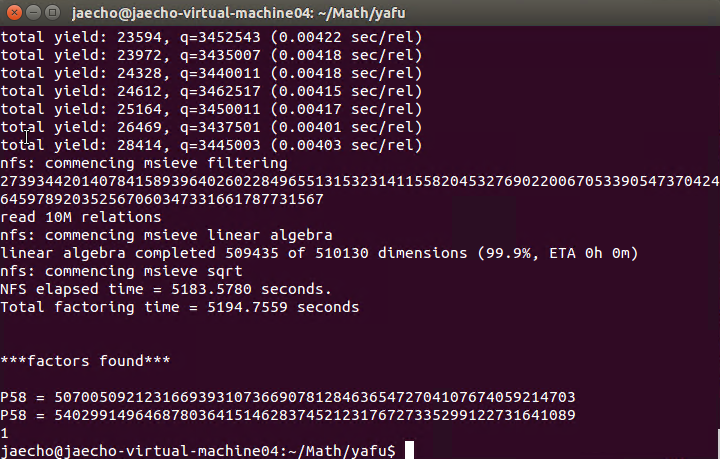 jaecho@jaecho-virtual-machine04: ~/Math/yafu
total yield: 23594, q=3452543 (0.00422 sec/rel)
total yield: 23972, q=3435007 (0.00418 sec/rel)
total yield: 24328, q=3440011 (0.00418 sec/rel)
total yield: 24612, q=3462517 (0.00415 sec/rel)
total yield: 25164, q=3450011 (0.00417 sec/rel)
total yield: 26469, q=3437501 (0.00401 sec/rel)
total yield: 28414, q=3445003 (0.00403 sec/rel)
nfs: commencing msieve filtering
27393442014078415893964026022849655131532314115582045327690220067053390547370424
645978920352567060347331661787731567
read 10M relations
nfs: commencing msieve linear algebra
linear algebra completed 509435 of 510130 dimensions (99.9%, ETA 0h 0m)
nfs: commencing msieve sqrt
NFS elapsed time = 5183.5780 seconds.
Total factoring time = 5194.7559 seconds
***factors found***
P58 = 5070050921231669393107366907812846365472704107674059214703
P58 = 5402991496468780364151462837452123176727335299122731641089
1
jaecho@jaecho-virtual-machine04:~/Math/yafu$